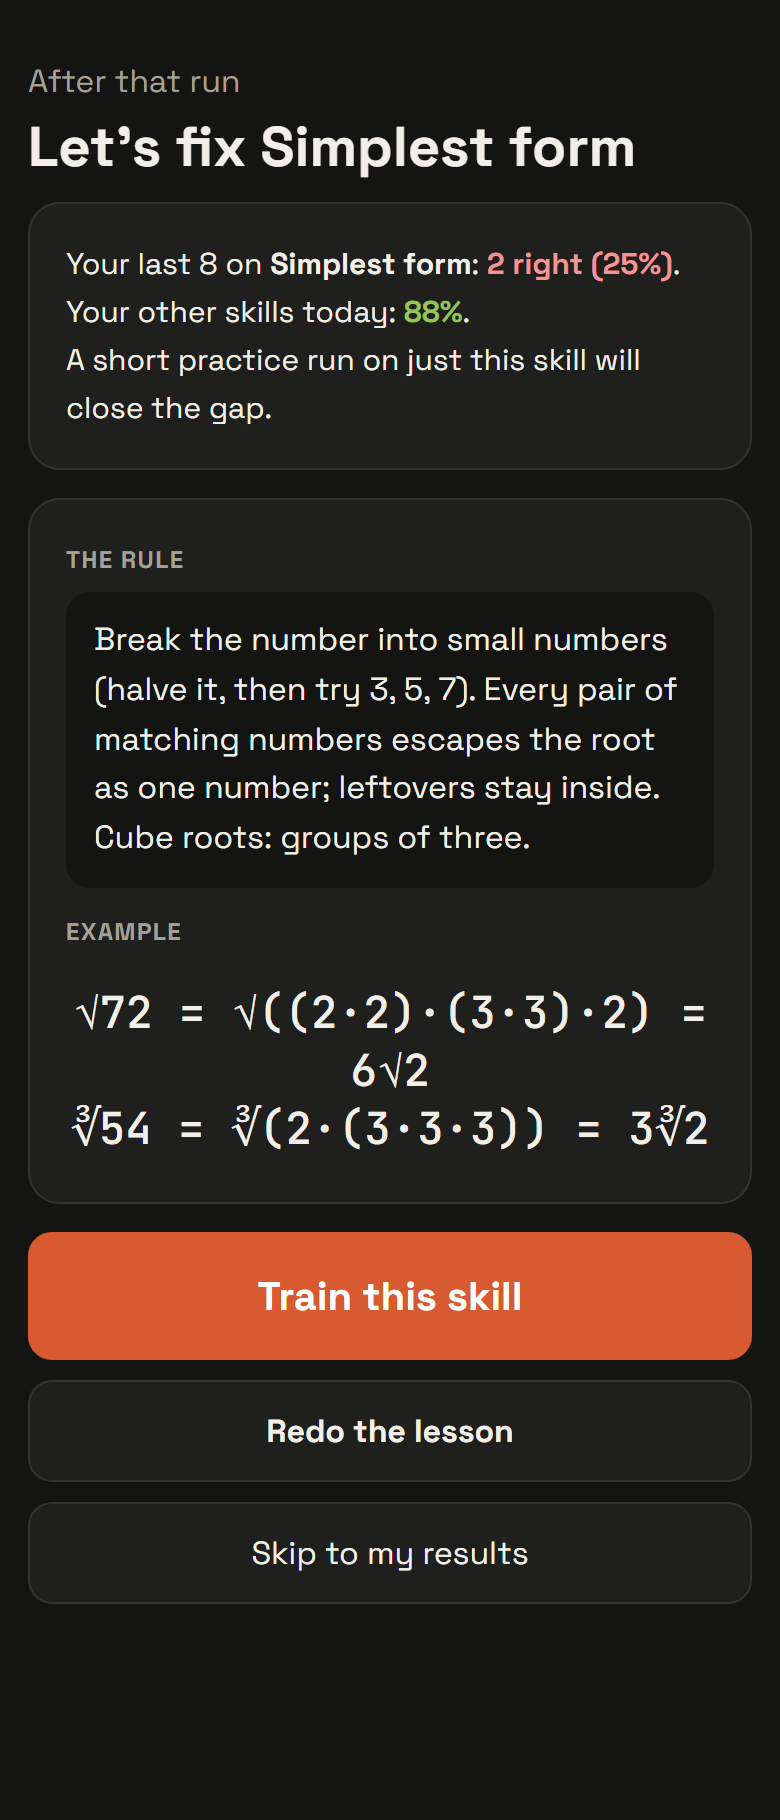 After that run
Let’s fix Simplest form
Your last 8 on Simplest form: 2 right (25%).
Your other skills today: 88%.
A short practice run on just this skill will
close the gap.
THE RULE
Break the number into small numbers
(halve it, then try 3, 5, 7). Every pair of
matching numbers escapes the root
as one number; leftovers stay inside.
Cube roots: groups of three.
EXAMPLE
√72 = √((2·2)·(3·3)·2) =
6√2
∛54 = ∛(2·(3·3·3)) = 3∛2
Train this skill
Redo the lesson
Skip to my results